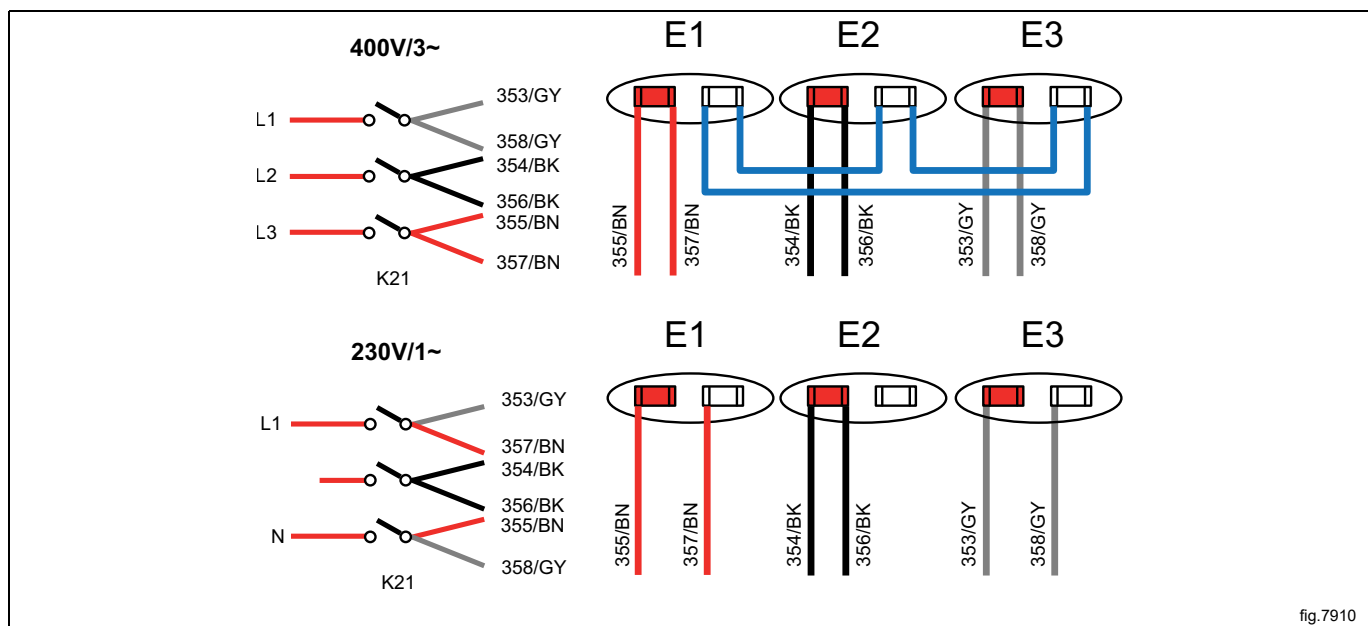 400V/3~
E1
E2
E3
L1
353/GY
358/GY
L2
354/BK
356/BK
L3
355/BN
357/BN
K21
355/BN
357/BN
354/BK
356/BK
353/GY
358/GY
230V/1~
E1
E2
E3
L1
353/GY
357/BN
354/BK
356/BK
N
355/BN
358/GY
K21
355/BN
357/BN
354/BK
356/BK
353/GY
358/GY
fig.7910